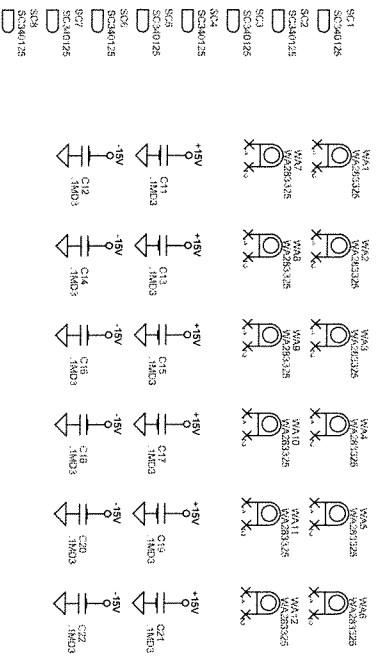 SC1
SC340125
SC2
SC340125
SC3
SC340125
SC4
SC340125
SC5
SC340125
SC6
SC340125
SC7
SC340125
SC8
SC340125
WA1
WA283325
WA2
WA283325
WA3
WA283325
WA4
WA283325
WA5
WA283325
WA6
WA283325
WA7
WA283325
WA8
WA283325
WA9
WA283325
WA10
WA283325
WA11
WA283325
WA12
WA283325
+15V
C11
.1MD3
+15V
C13
.1MD3
+15V
C15
.1MD3
+15V
C17
.1MD3
+15V
C19
.1MD3
+15V
C21
.1MD3
-15V
C12
.1MD3
-15V
C14
.1MD3
-15V
C16
.1MD3
-15V
C18
.1MD3
-15V
C20
.1MD3
-15V
C22
.1MD3